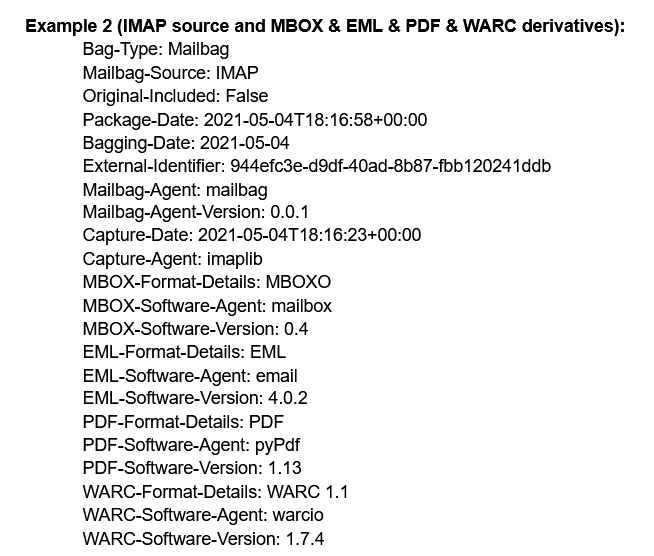 Example 2 (IMAP source and MBOX & EML & PDF & WARC derivatives):
Bag-Type: Mailbag
Mailbag-Source: IMAP
Original-Included: False
Package-Date: 2021-05-04T18:16:58+00:00
Bagging-Date: 2021-05-04
External-Identifier: 944efc3e-d9df-40ad-8b87-fbb120241ddb
Mailbag-Agent: mailbag
Mailbag-Agent-Version: 0.0.1
Capture-Date: 2021-05-04T18:16:23+00:00
Capture-Agent: imaplib
MBOX-Format-Details: MBOXO
MBOX-Software-Agent: mailbox
MBOX-Software-Version: 0.4
EML-Format-Details: EML
EML-Software-Agent: email
EML-Software-Version: 4.0.2
PDF-Format-Details: PDF
PDF-Software-Agent: pyPdf
PDF-Software-Version: 1.13
WARC-Format-Details: WARC 1.1
WARC-Software-Agent: warcio
WARC-Software-Version: 1.7.4